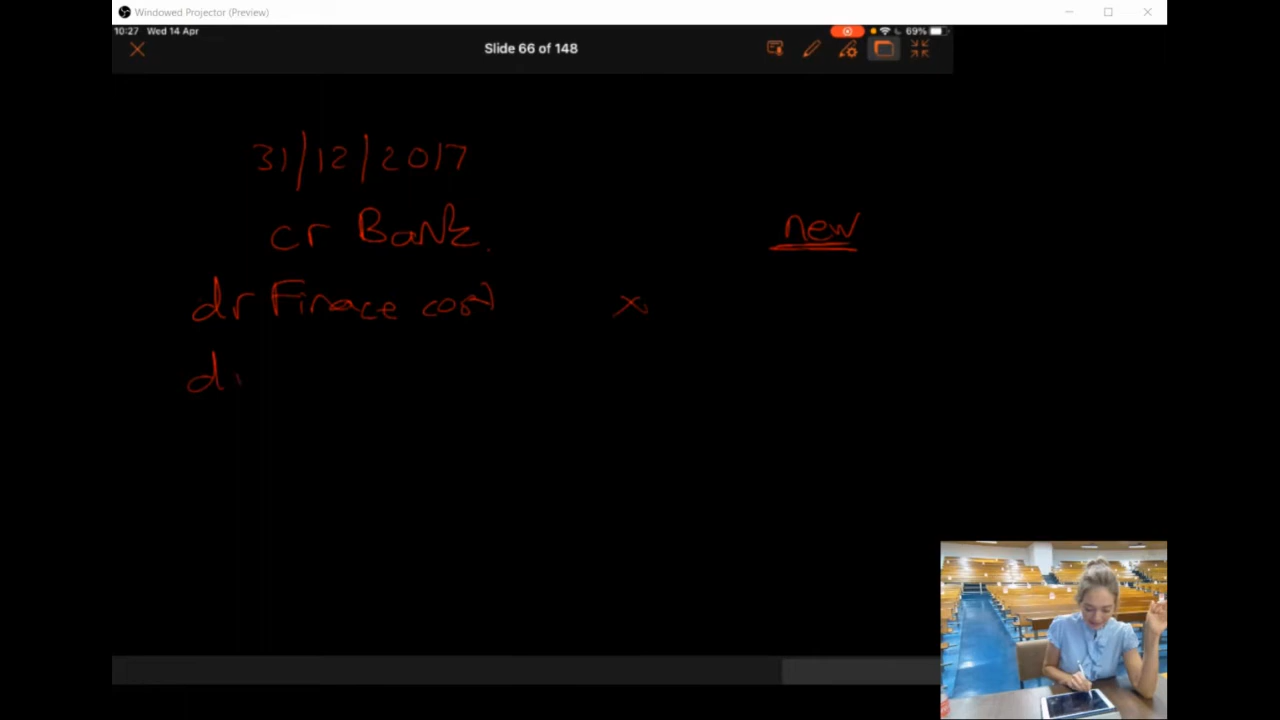 Windowed Projector (Preview)
10:27 Wed 14 Apr
69%
Slide 66 of 148
31/12/2017
cr Bank.
new
dr Finace cost x
d